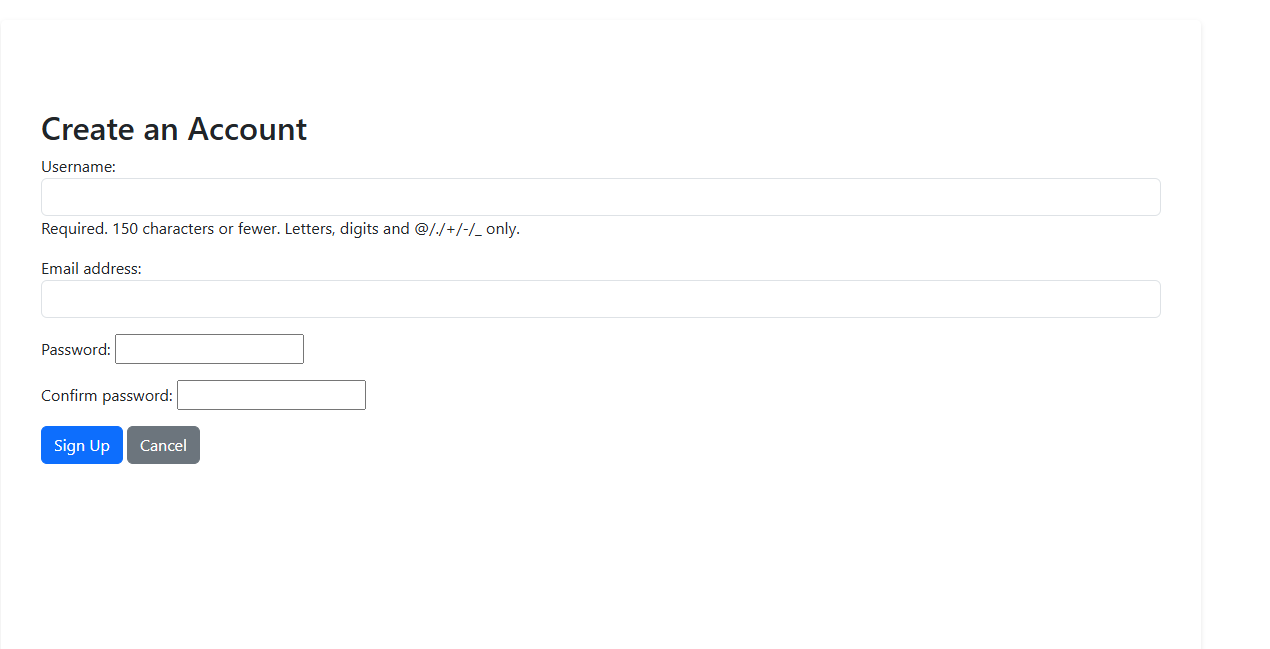 Create an Account
Username:
Required. 150 characters or fewer. Letters, digits and @/./+/-/_ only.
Email address:
Password:
Confirm password:
Sign Up Cancel